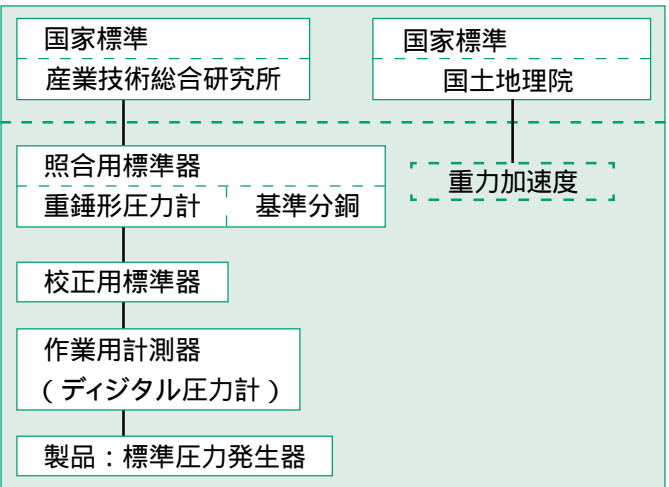 国家標準
産業技術総合研究所
国家標準
国土地理院
照合用標準器
重錘形圧力計 基準分銅
重力加速度
校正用標準器
作業用計測器
(ディジタル圧力計)
製品:標準圧力発生器